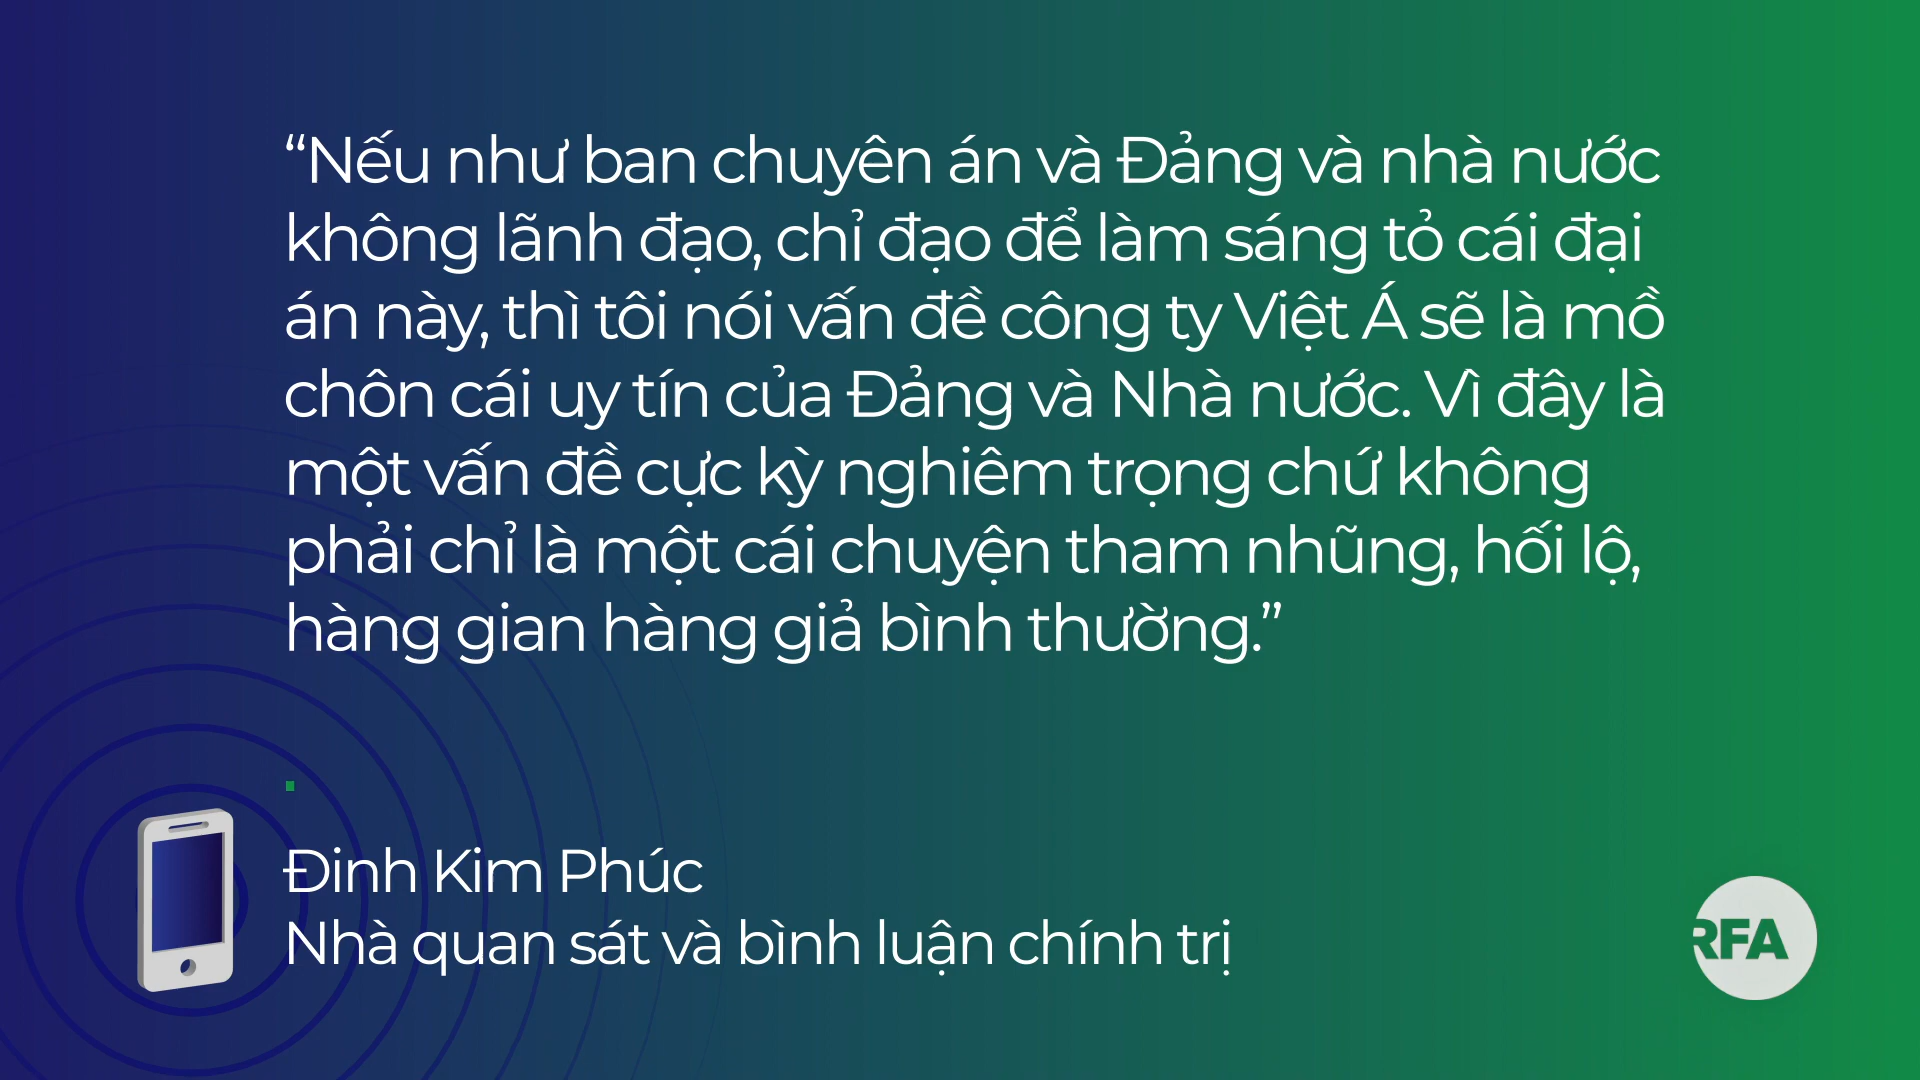 “Nếu như ban chuyên án và Đảng và nhà nước
không lãnh đạo, chỉ đạo để làm sáng tỏ cái đại
án này, thì tôi nói vấn đề công ty Việt Á sẽ là mồ
chôn cái uy tín của Đảng và Nhà nước. Vì đây là
một vấn đề cực kỳ nghiêm trọng chứ không
phải chỉ là một cái chuyện tham nhũng, hối lộ,
hàng gian hàng giả bình thường.”
Đinh Kim Phúc
Nhà quan sát và bình luận chính trị
RFA